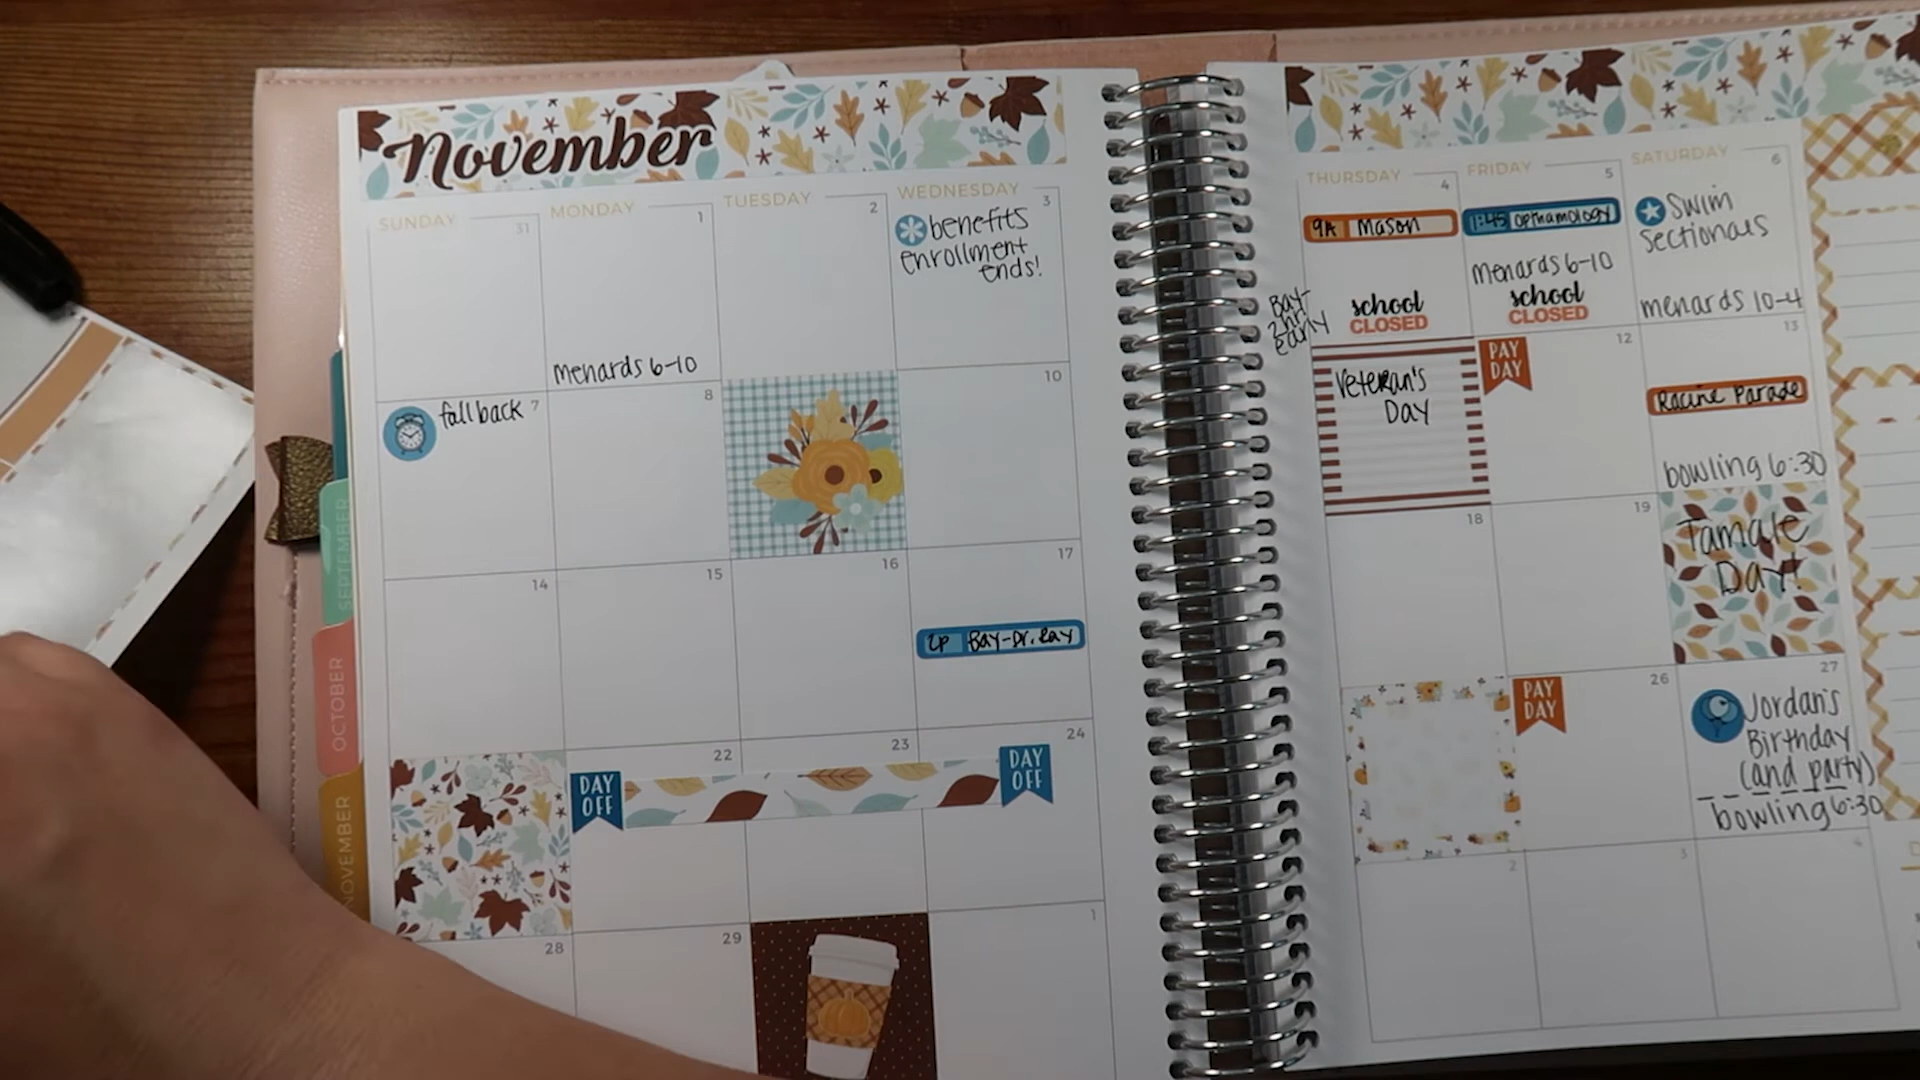 November
SUNDAY
MONDAY
TUESDAY
WEDNESDAY
THURSDAY
FRIDAY
SATURDAY
31
1
menards 6-10
2
3
benefits
enrollment
ends!
4
9A Mason
school
CLOSED
Bay-
2hr
early
5
1:45 opthamology
menards 6-10
school
CLOSED
6
Swim
Sectionals
menards 10-4
7
fall back
8
10
Veteran's
Day
12
PAY
DAY
13
Racine Parade
bowling 6:30
14
15
16
17
2P Bay-Dr. Ray
18
19
Tamale
Day!
22
DAY
OFF
23
24
DAY
OFF
26
PAY
DAY
27
Jordan's
Birthday
(and party)
bowling 6:30
28
29
1
2
3
4
SEPTEMBER
OCTOBER
NOVEMBER